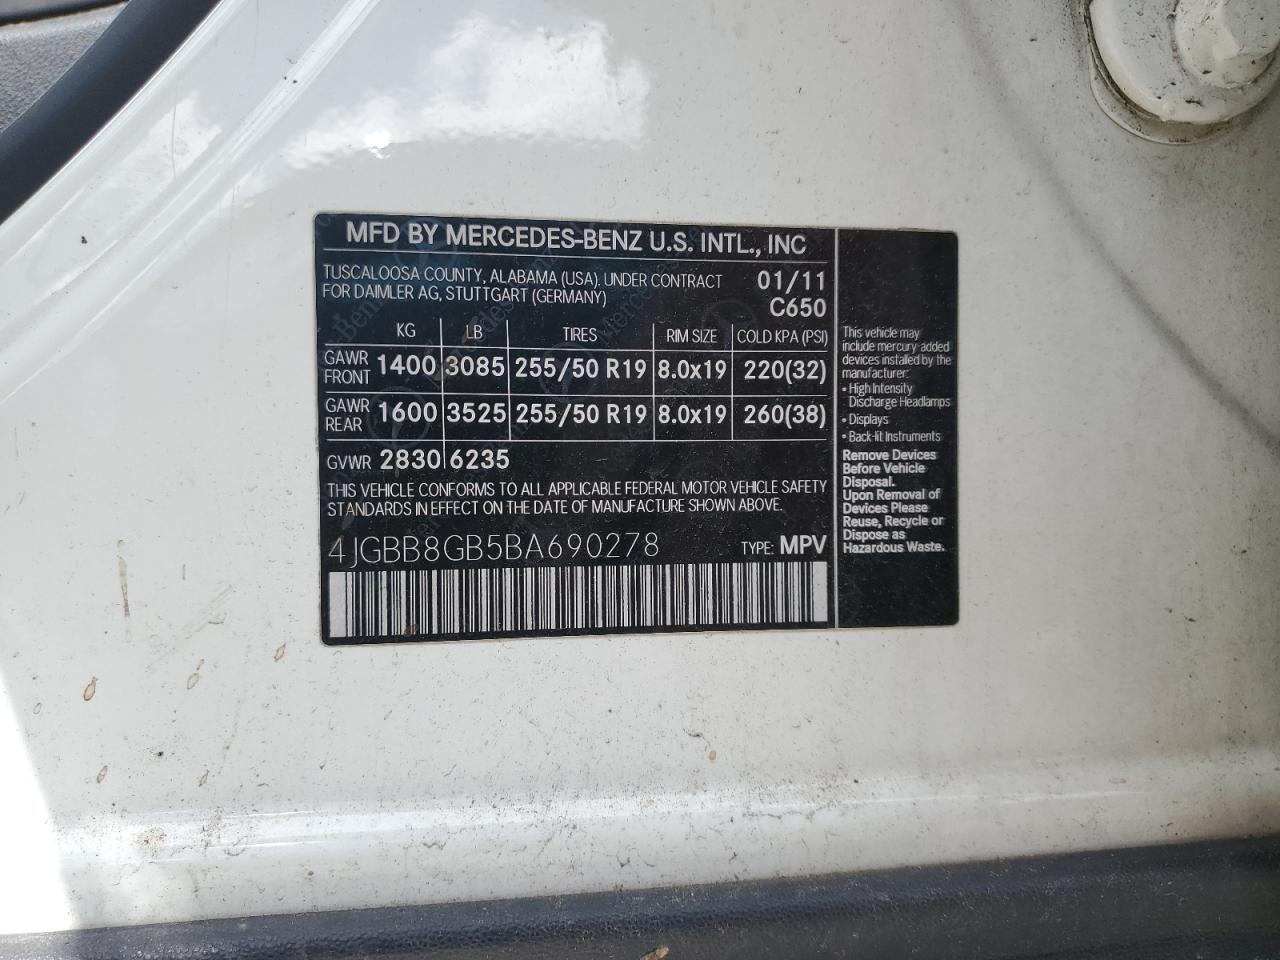 MFD BY MERCEDES-BENZ U.S. INTL., INC
TUSCALOOSA COUNTY, ALABAMA (USA). UNDER CONTRACT 01/11
FOR DAIMLER AG, STUTTGART (GERMANY) C650
KG LB TIRES RIM SIZE COLD KPA (PSI)
GAWR FRONT 1400 3085 255/50 R19 8.0x19 220(32)
GAWR REAR 1600 3525 255/50 R19 8.0x19 260(38)
GVWR 2830 6235
THIS VEHICLE CONFORMS TO ALL APPLICABLE FEDERAL MOTOR VEHICLE SAFETY
STANDARDS IN EFFECT ON THE DATE OF MANUFACTURE SHOWN ABOVE.
4JGBB8GB5BA690278 TYPE: MPV
This vehicle may
include mercury-added
devices installed by the
manufacturer:
• High Intensity
Discharge Headlamps
• Displays
• Back-lit Instruments
Remove Devices
Before Vehicle
Disposal.
Upon Removal of
Devices Please
Reuse, Recycle or
Dispose as
Hazardous Waste.